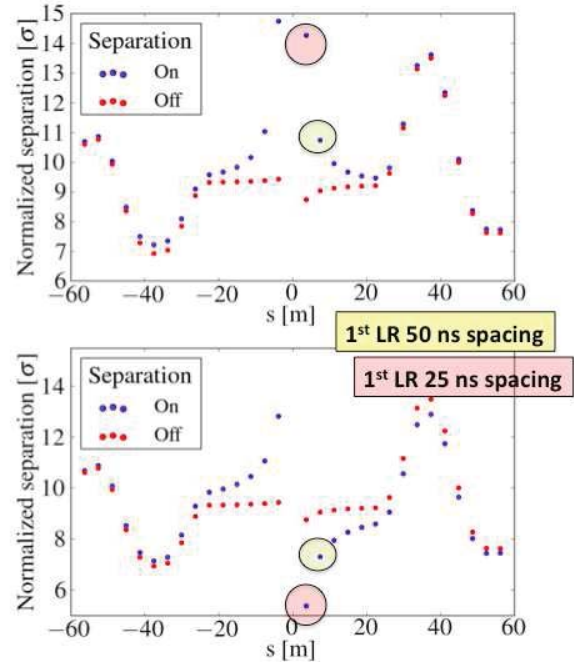 Normalized separation [σ]
15
14
13
12
11
10
9
8
7
6
Separation
On
Off
−60 −40 −20 0 20 40 60
s [m]
1st LR 50 ns spacing
1st LR 25 ns spacing
Normalized separation [σ]
14
12
10
8
6
Separation
On
Off
−60 −40 −20 0 20 40 60
s [m]